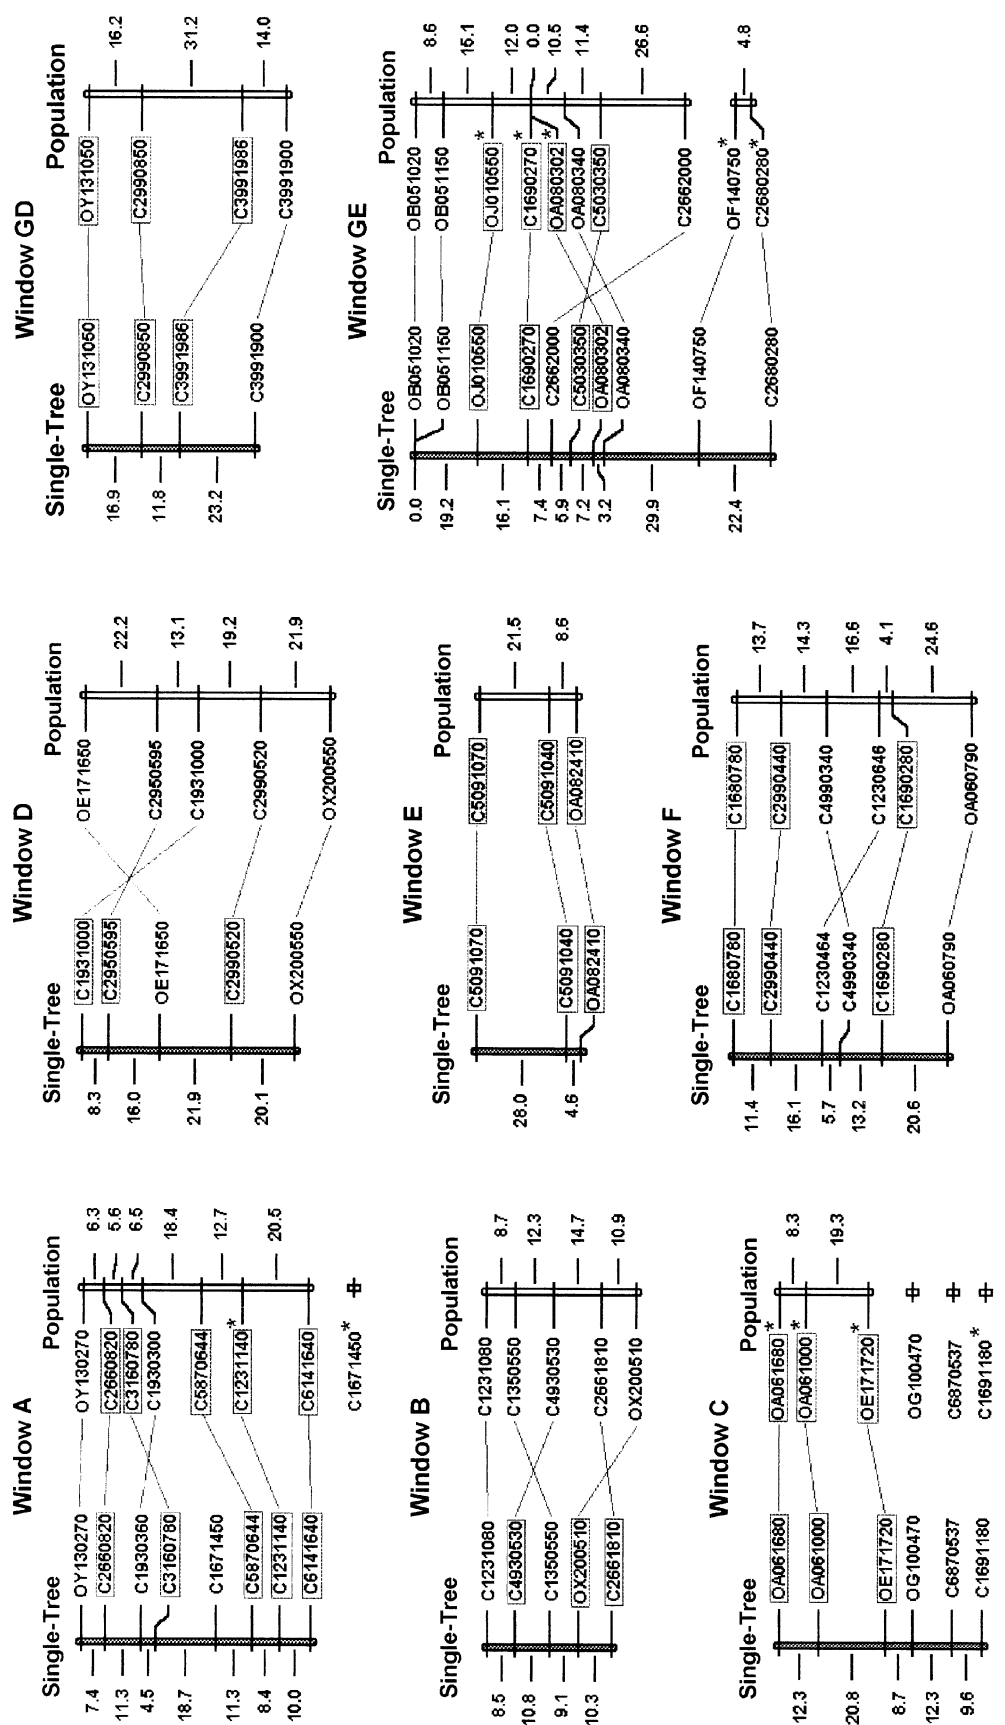 Window A
Single-Tree Population
7.4 OY130270 OY130270 6.3
11.3 C2660820 C2660820 5.6
4.5 C1930360 C3160780 6.5
18.7 C3160780 C1930300 18.4
11.3 C1671450 C5870644 12.7
8.4 C5870644 C1231140* 20.5
10.0 C1231140 C6141640
C6141640 C1671450*
Window B
Single-Tree Population
8.5 C1231080 C1231080 8.7
10.8 C4930530 C1350550 12.3
9.1 C1350550 C4930530 14.7
10.3 OX200510 C2661810 10.9
C2661810 OX200510
Window C
Single-Tree Population
12.3 OA061680 OA061680* 8.3
20.8 OA061000 OA061000* 19.3
8.7 OE171720 OE171720*
12.3 OG100470 OG100470
9.6 C6870537 C6870537
C1691180 C1691180*
Window D
Single-Tree Population
8.3 C1931000 OE171650 22.2
16.0 C2950595 C2950595 13.1
21.9 OE171650 C1931000 19.2
20.1 C2990520 C2990520 21.9
OX200550 OX200550
Window E
Single-Tree Population
28.0 C5091070 C5091070 21.5
4.6 C5091040 C5091040 8.6
OA082410 OA082410
Window F
Single-Tree Population
11.4 C1680780 C1680780 13.7
16.1 C2990440 C2990440 14.3
5.7 C1230464 C4990340 16.6
13.2 C4990340 C1230646 4.1
20.6 C1690280 C1690280 24.6
OA060790 OA060790
Window GD
Single-Tree Population
16.9 OY131050 OY131050 16.2
11.8 C2990850 C2990850 31.2
23.2 C3991986 C3991986 14.0
C3991900 C3991900
Window GE
Single-Tree Population
0.0 OB051020 OB051020 8.6
19.2 OB051150 OB051150 15.1
16.1 OJ010550 OJ010550* 12.0
7.4 C1690270 C1690270* 0.0
5.9 C2662000 OA080302* 10.5
7.2 C5030350 OA080340 11.4
3.2 OA080302 C5030350 26.6
29.9 OA080340 C2662000
22.4 OF140750 OF140750* 4.8
C2680280 C2680280*